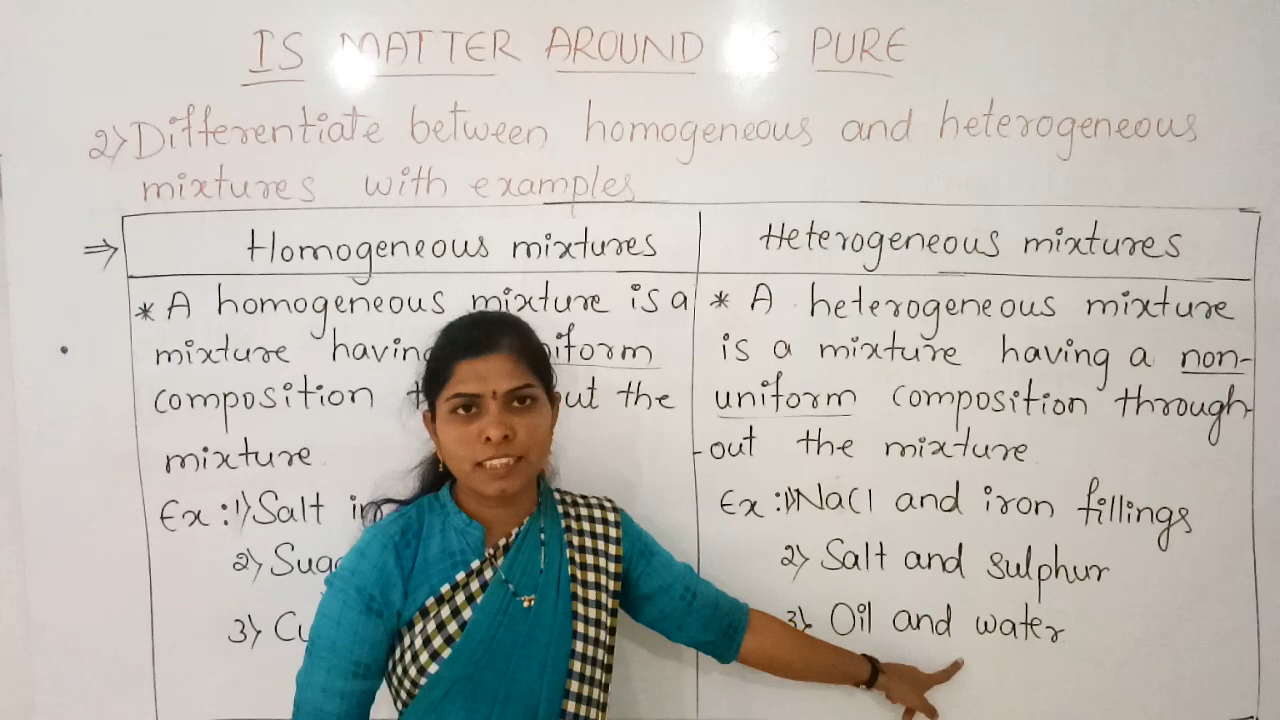 IS MATTER AROUND PURE
2) Differentiate between homogeneous and heterogeneous
mixtures with examples
⇒ Homogeneous mixtures
* A homogeneous mixture is a
mixture having
composition the
mixture.
Ex: 1) Salt in
2)
3)
Heterogeneous mixtures
* A heterogeneous mixture
is a mixture having a non-
uniform composition through-
-out the mixture.
Ex: 1) NaCl and iron fillings
2) Salt and sulphur
3) Oil and water